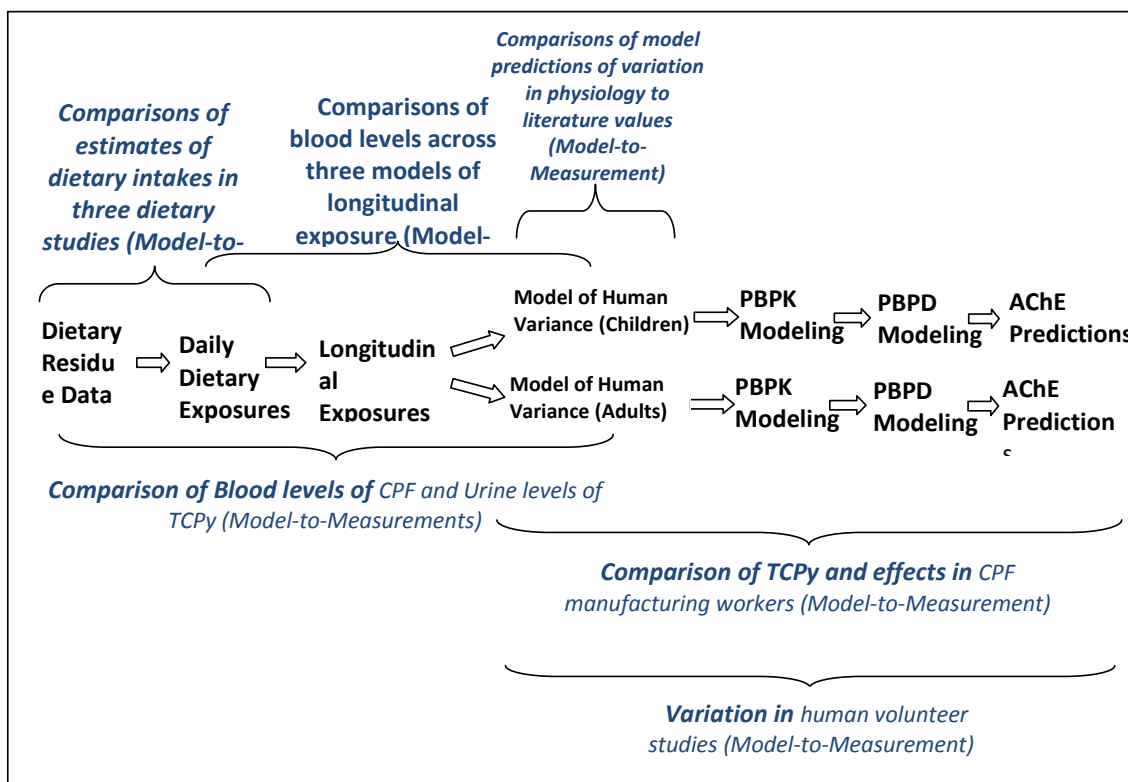 Comparisons of model
predictions of variation
in physiology to
literature values
(Model-to-
Measurement)
Comparisons of
estimates of
dietary intakes in
three dietary
studies (Model-to-
Comparisons of
blood levels across
three models of
longitudinal
exposure (Model-
Dietary
Residu
e Data
Daily
Dietary
Exposures
Longitudin
al
Exposures
Model of Human
Variance (Children)
PBPK
Modeling
PBPD
Modeling
AChE
Predictions
Model of Human
Variance (Adults)
PBPK
Modeling
PBPD
Modeling
AChE
Prediction
s
Comparison of Blood levels of CPF and Urine levels of
TCPy (Model-to-Measurements)
Comparison of TCPy and effects in CPF
manufacturing workers (Model-to-Measurement)
Variation in human volunteer
studies (Model-to-Measurement)